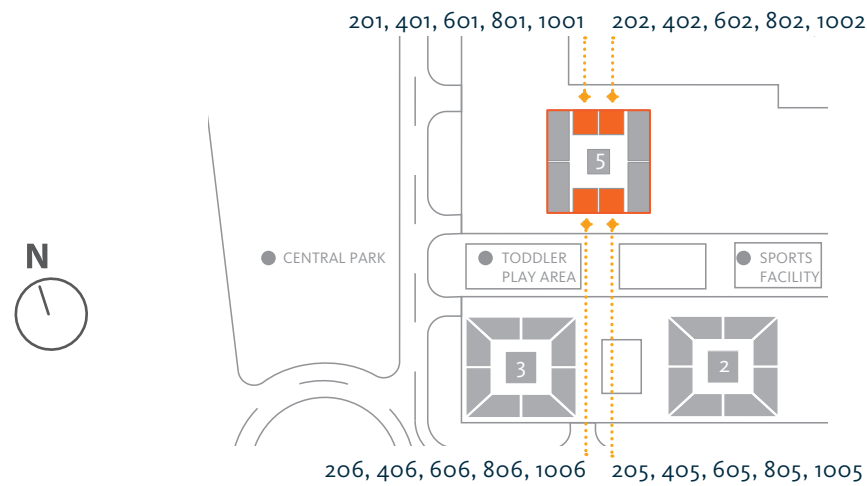 201, 401, 601, 801, 1001
202, 402, 602, 802, 1002
5
N
CENTRAL PARK
TODDLER
PLAY AREA
SPORTS
FACILITY
3
2
206, 406, 606, 806, 1006
205, 405, 605, 805, 1005